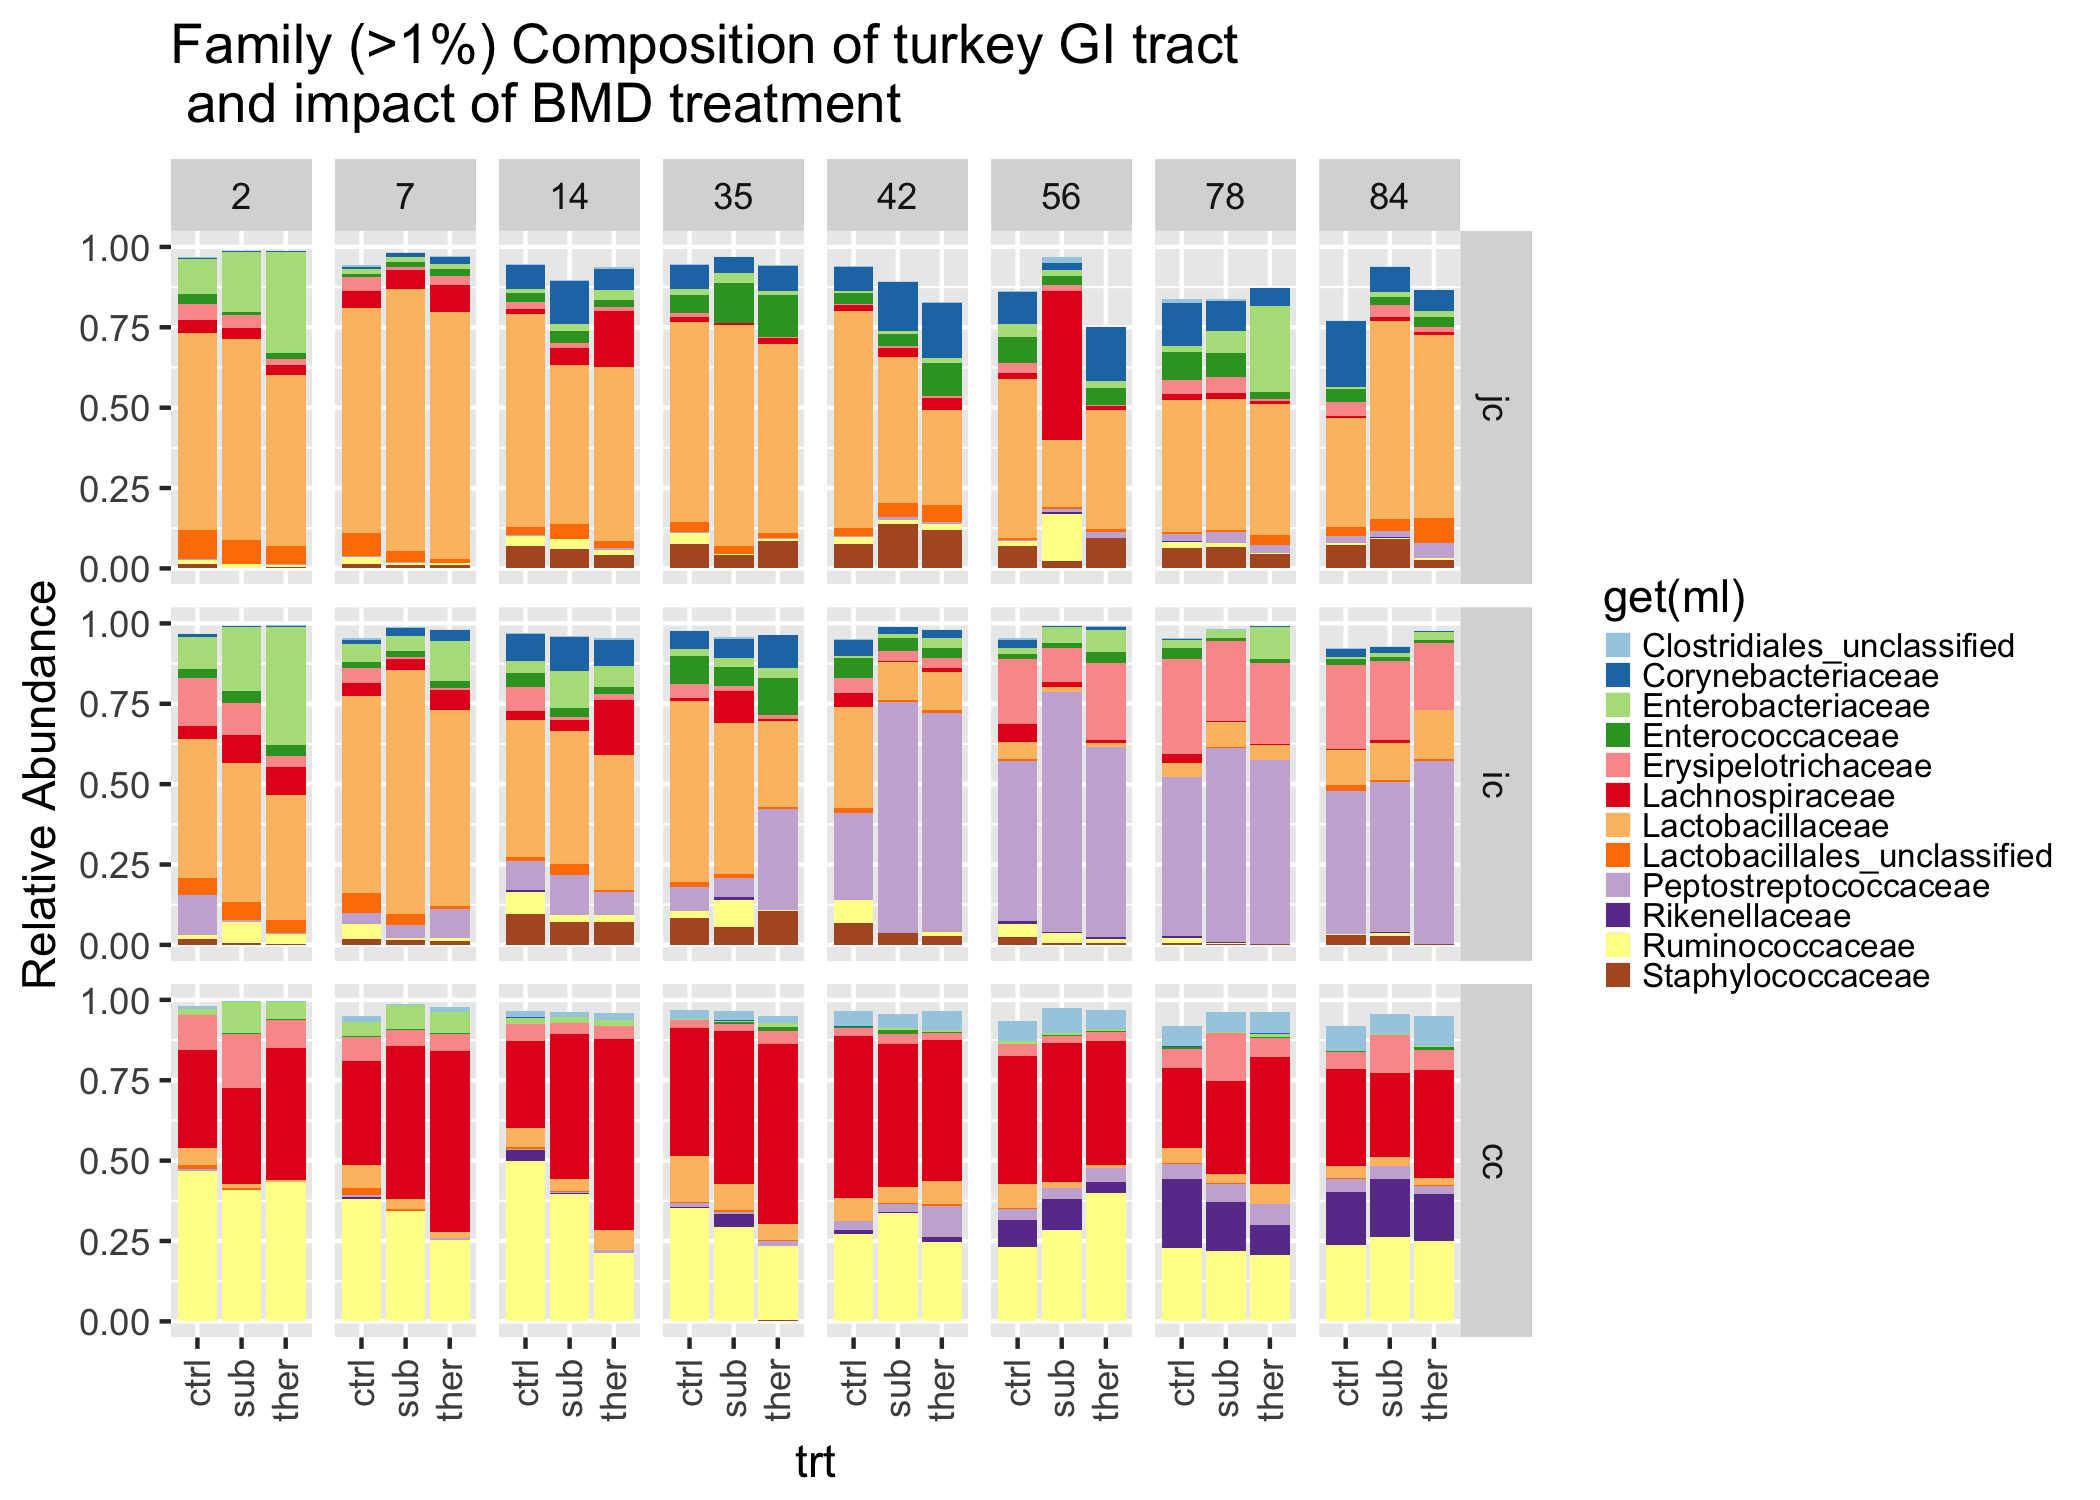 Family (>1%) Composition of turkey GI tract
and impact of BMD treatment
2 7 14 35 42 56 78 84
1.00
0.75
0.50
0.25
0.00
jc
1.00
0.75
0.50
0.25
0.00
ic
1.00
0.75
0.50
0.25
0.00
cc
Relative Abundance
ctrl sub ther ctrl sub ther ctrl sub ther ctrl sub ther ctrl sub ther ctrl sub ther ctrl sub ther ctrl sub ther
trt
get(ml)
Clostridiales_unclassified
Corynebacteriaceae
Enterobacteriaceae
Enterococcaceae
Erysipelotrichaceae
Lachnospiraceae
Lactobacillaceae
Lactobacillales_unclassified
Peptostreptococcaceae
Rikenellaceae
Ruminococcaceae
Staphylococcaceae